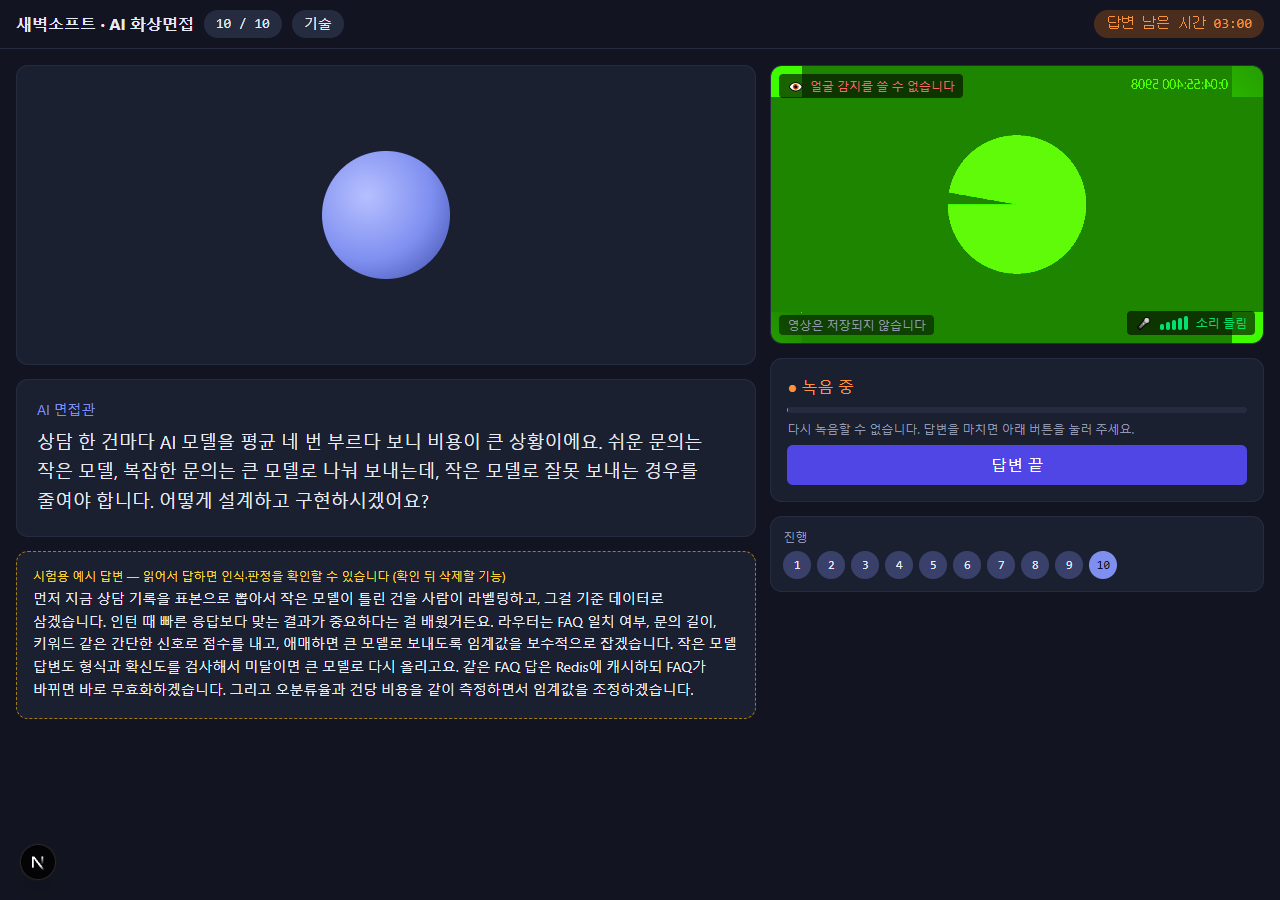 새벽소프트 · AI 화상면접
10 / 10
기술
답변 남은 시간 03:00
얼굴 감지를 쓸 수 없습니다
0:04:55:400 5908
영상은 저장되지 않습니다
소리 들림
AI 면접관
상담 한 건마다 AI 모델을 평균 네 번 부르다 보니 비용이 큰 상황이에요. 쉬운 문의는
작은 모델, 복잡한 문의는 큰 모델로 나눠 보내는데, 작은 모델로 잘못 보내는 경우를
줄여야 합니다. 어떻게 설계하고 구현하시겠어요?
● 녹음 중
다시 녹음할 수 없습니다. 답변을 마치면 아래 버튼을 눌러 주세요.
답변 끝
진행
1 2 3 4 5 6 7 8 9 10
시험용 예시 답변 — 읽어서 답하면 인식·판정을 확인할 수 있습니다 (확인 뒤 삭제할 기능)
먼저 지금 상담 기록을 표본으로 뽑아서 작은 모델이 틀린 건을 사람이 라벨링하고, 그걸 기준 데이터로
삼겠습니다. 인턴 때 빠른 응답보다 맞는 결과가 중요하다는 걸 배웠거든요. 라우터는 FAQ 일치 여부, 문의 길이,
키워드 같은 간단한 신호로 점수를 내고, 애매하면 큰 모델로 보내도록 임계값을 보수적으로 잡겠습니다. 작은 모델
답변도 형식과 확신도를 검사해서 미달이면 큰 모델로 다시 올리고요. 같은 FAQ 답은 Redis에 캐시하되 FAQ가
바뀌면 바로 무효화하겠습니다. 그리고 오분류율과 건당 비용을 같이 측정하면서 임계값을 조정하겠습니다.
N